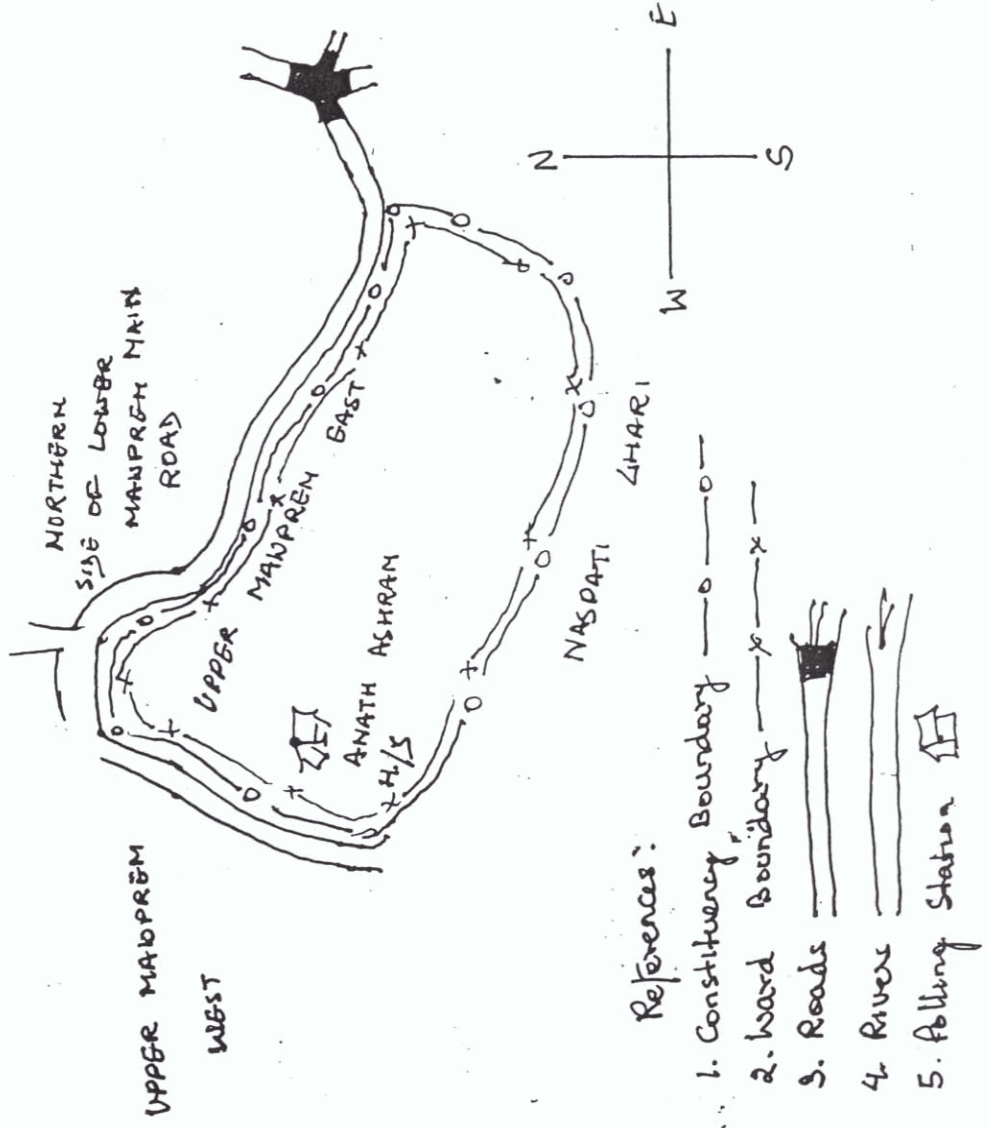 NORTHERN
SIDE OF LOWER
MAWPREM MAIN
ROAD
UPPER MAWPREM
WEST
UPPER MAWPREM EAST
ANATH ASHRAM
H/S
NASPATI GHARI
N
W E
S
References:
1. Constituency Boundary
2. Ward Boundary
3. Roads
4. Rivers
5. Polling Station